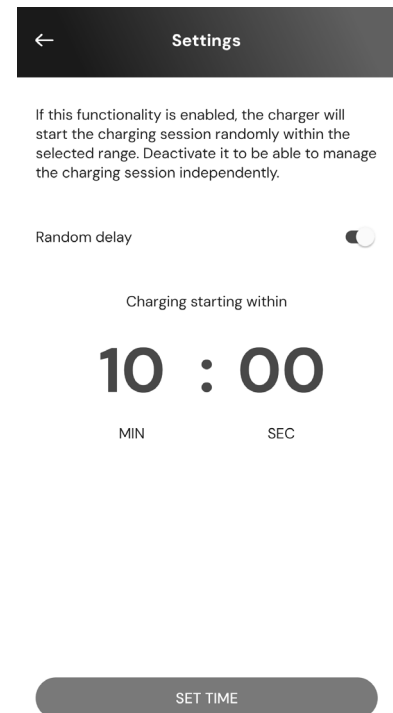 Settings
If this functionality is enabled, the charger will
start the charging session randomly within the
selected range. Deactivate it to be able to manage
the charging session independently.
Random delay
Charging starting within
10 : 00
MIN SEC
SET TIME